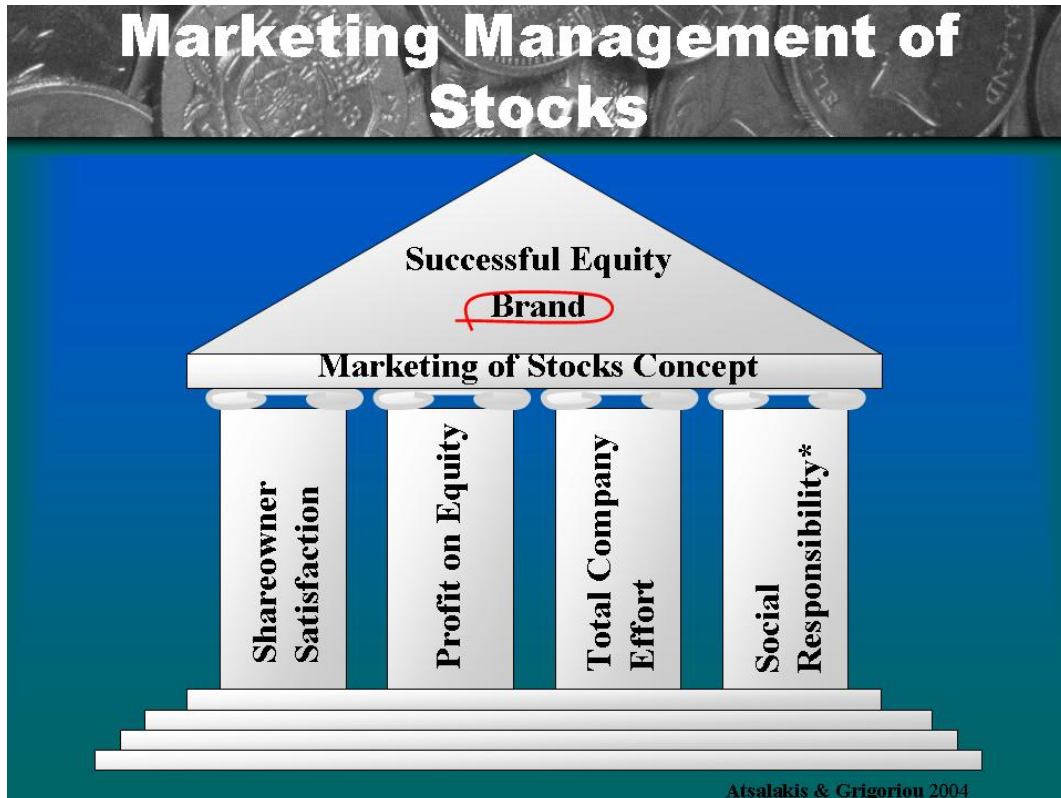 Marketing Management of
Stocks
Successful Equity
Brand
Marketing of Stocks Concept
Shareowner
Satisfaction
Profit on Equity
Total Company
Effort
Social
Responsibility*
Atsalakis & Grigoriou 2004